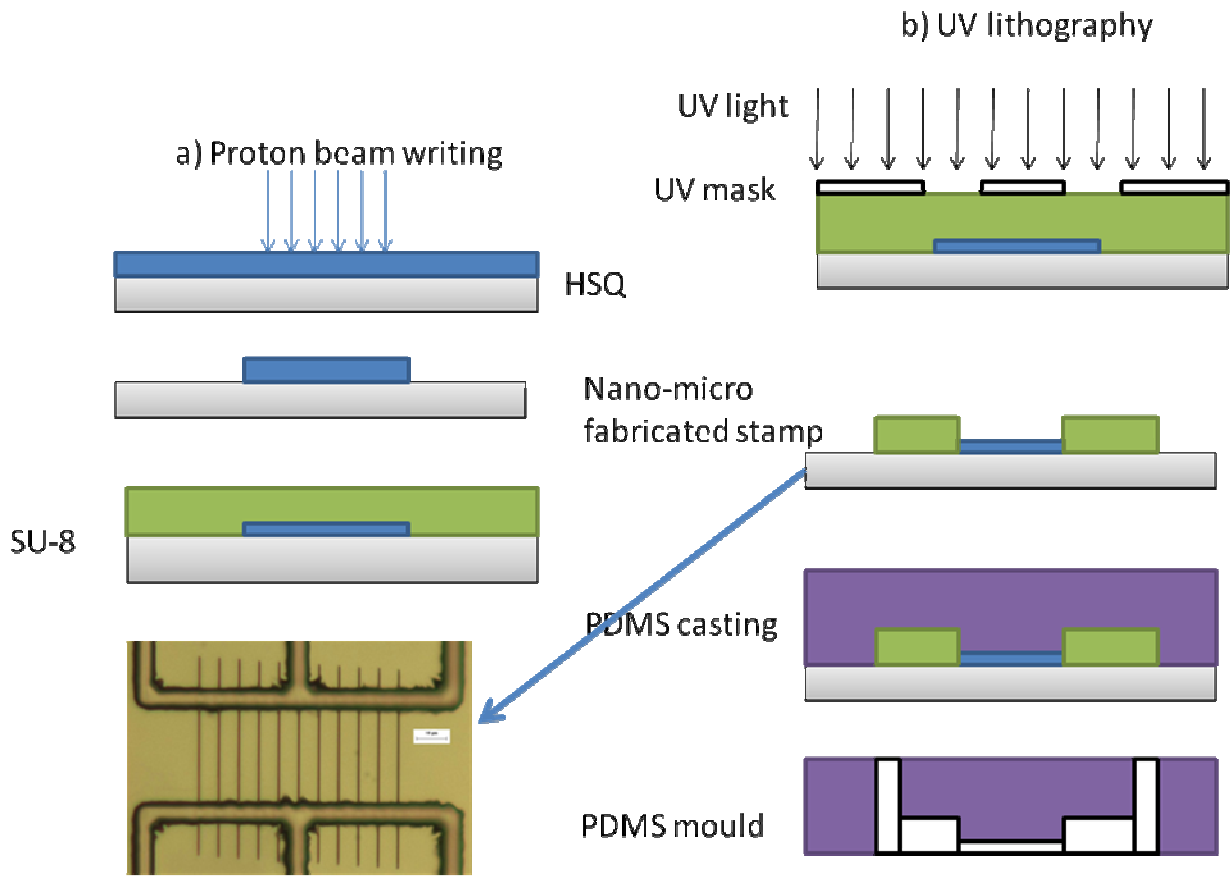 b) UV lithography
UV light
a) Proton beam writing
UV mask
HSQ
Nano-micro
fabricated stamp
SU-8
PDMS casting
PDMS mould